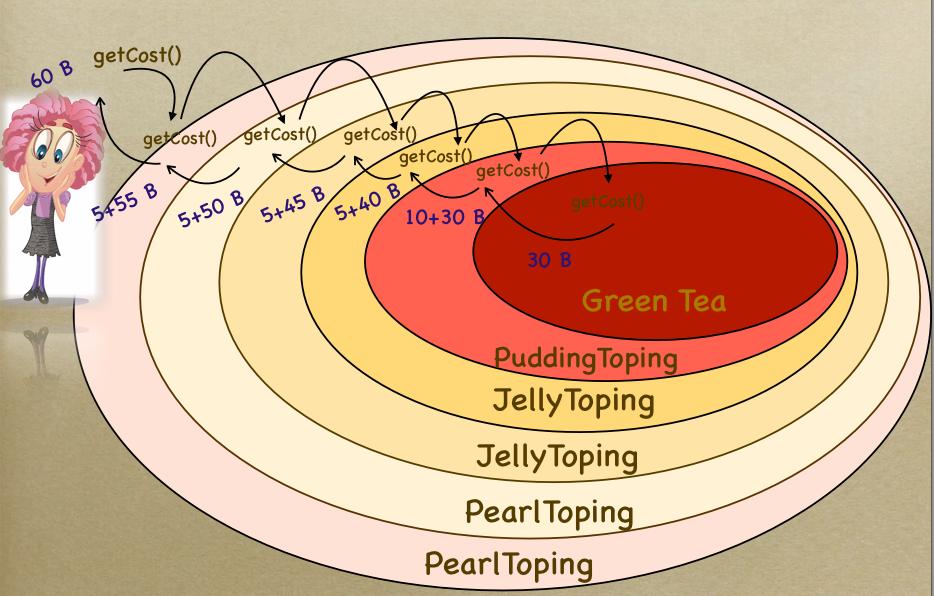 getCost()
60 B
getCost()
getCost()
getCost()
getCost()
getCost()
getCost()
5+55 B
5+50 B
5+45 B
5+40 B
10+30 B
30 B
Green Tea
PuddingToping
JellyToping
JellyToping
PearlToping
PearlToping